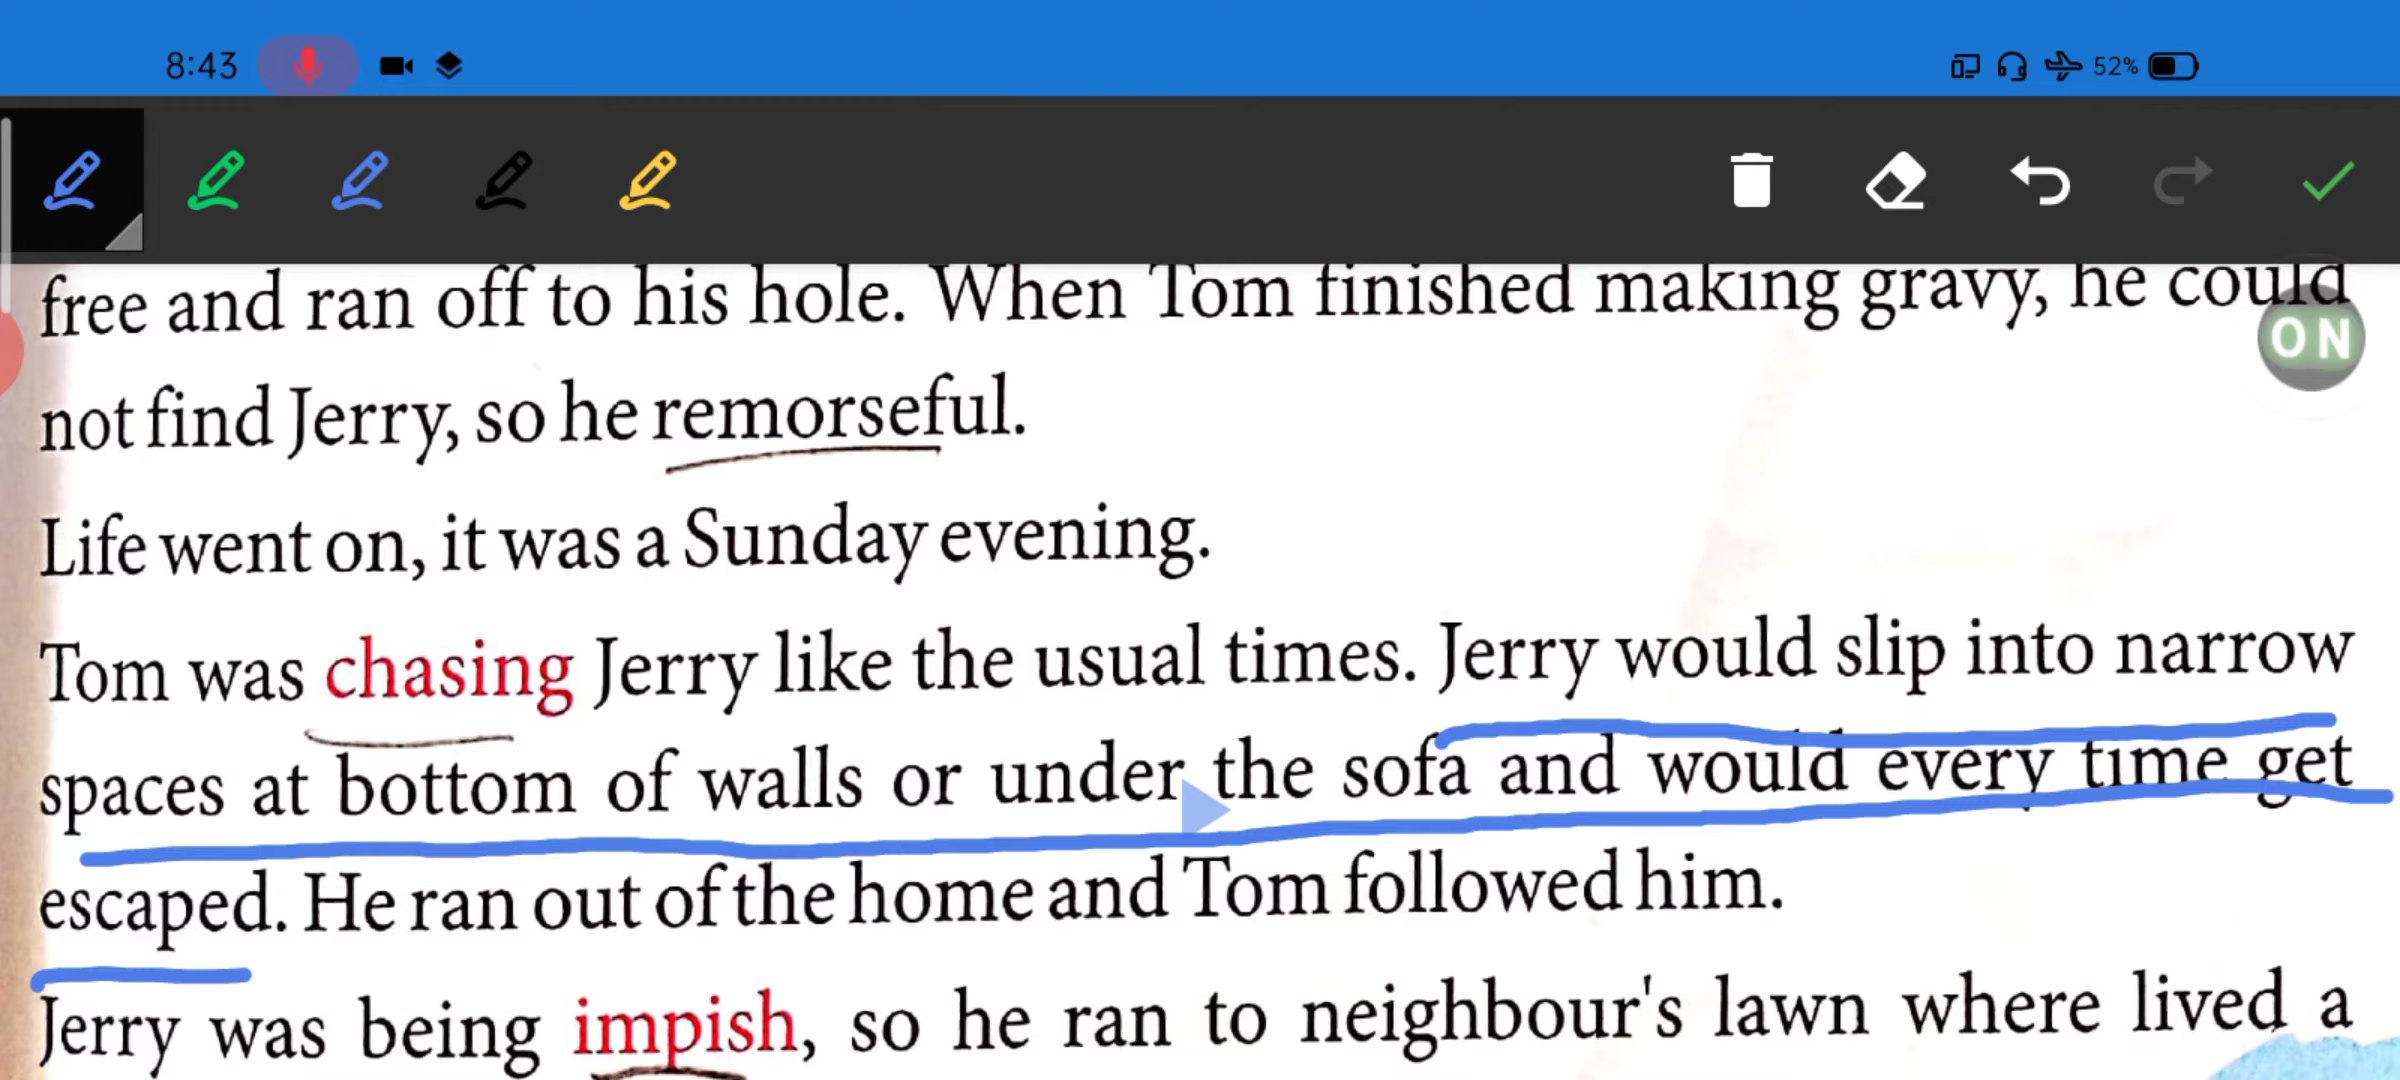 8:43 52%
free and ran off to his hole. When Tom finished making gravy, he could
ON
not find Jerry, so he remorseful.
Life went on, it was a Sunday evening.
Tom was chasing Jerry like the usual times. Jerry would slip into narrow
spaces at bottom of walls or under the sofa and would every time get
escaped. He ran out of the home and Tom followed him.
Jerry was being impish, so he ran to neighbour's lawn where lived a